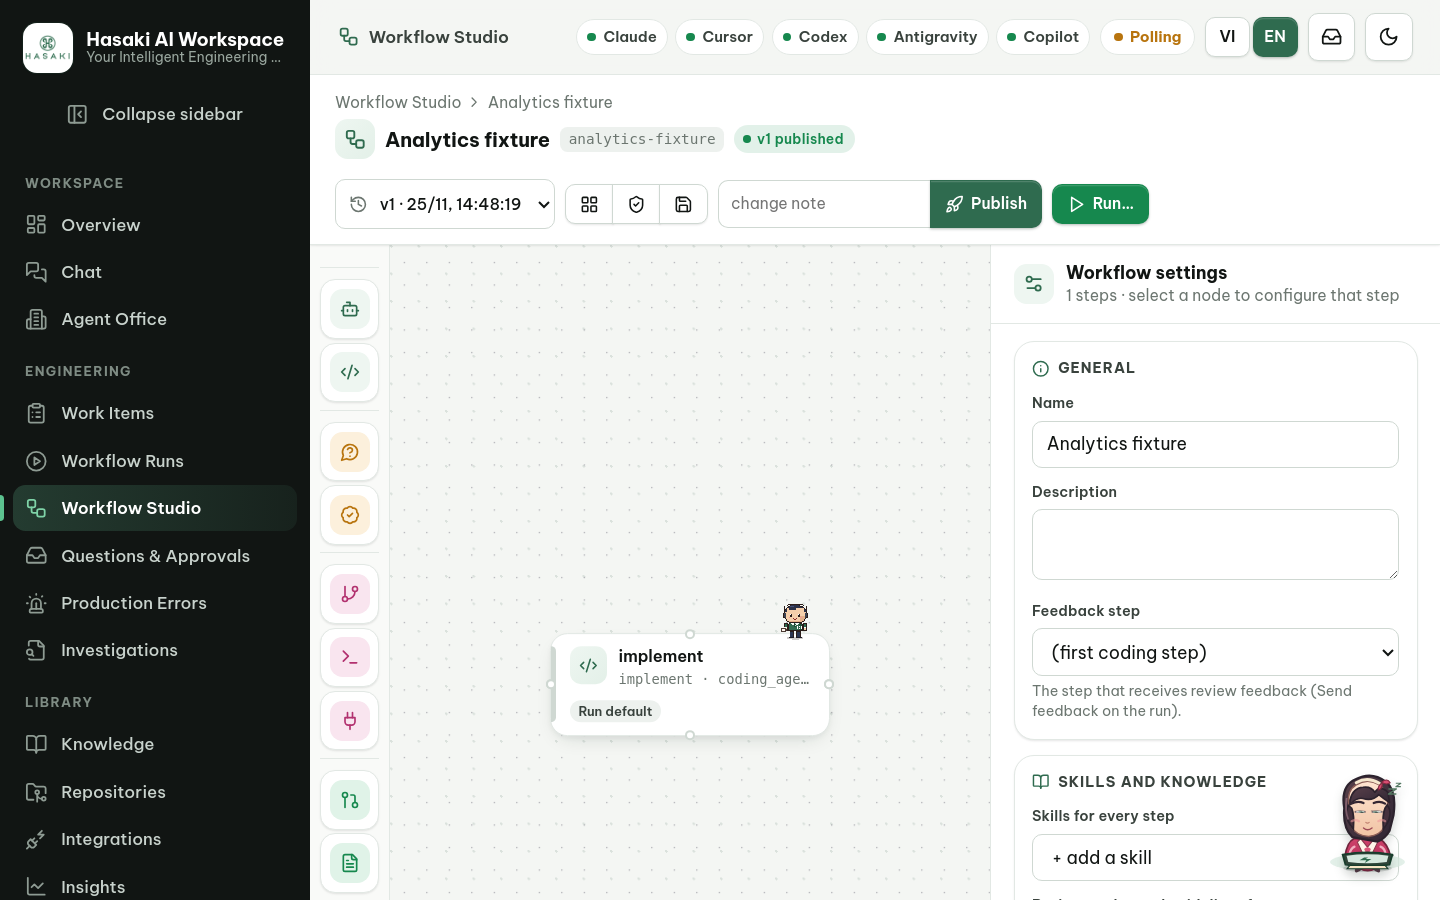 HASAKI
Hasaki AI Workspace
Your Intelligent Engineering ...
Collapse sidebar
WORKSPACE
Overview
Chat
Agent Office
ENGINEERING
Work Items
Workflow Runs
Workflow Studio
Questions & Approvals
Production Errors
Investigations
LIBRARY
Knowledge
Repositories
Integrations
Insights
Workflow Studio
Claude
Cursor
Codex
Antigravity
Copilot
Polling
VI
EN
Workflow Studio > Analytics fixture
Analytics fixture
analytics-fixture
v1 published
v1 · 25/11, 14:48:19
change note
Publish
Run...
implement
implement · coding_age…
Run default
Workflow settings
1 steps · select a node to configure that step
GENERAL
Name
Analytics fixture
Description
Feedback step
(first coding step)
The step that receives review feedback (Send
feedback on the run).
SKILLS AND KNOWLEDGE
Skills for every step
+ add a skill